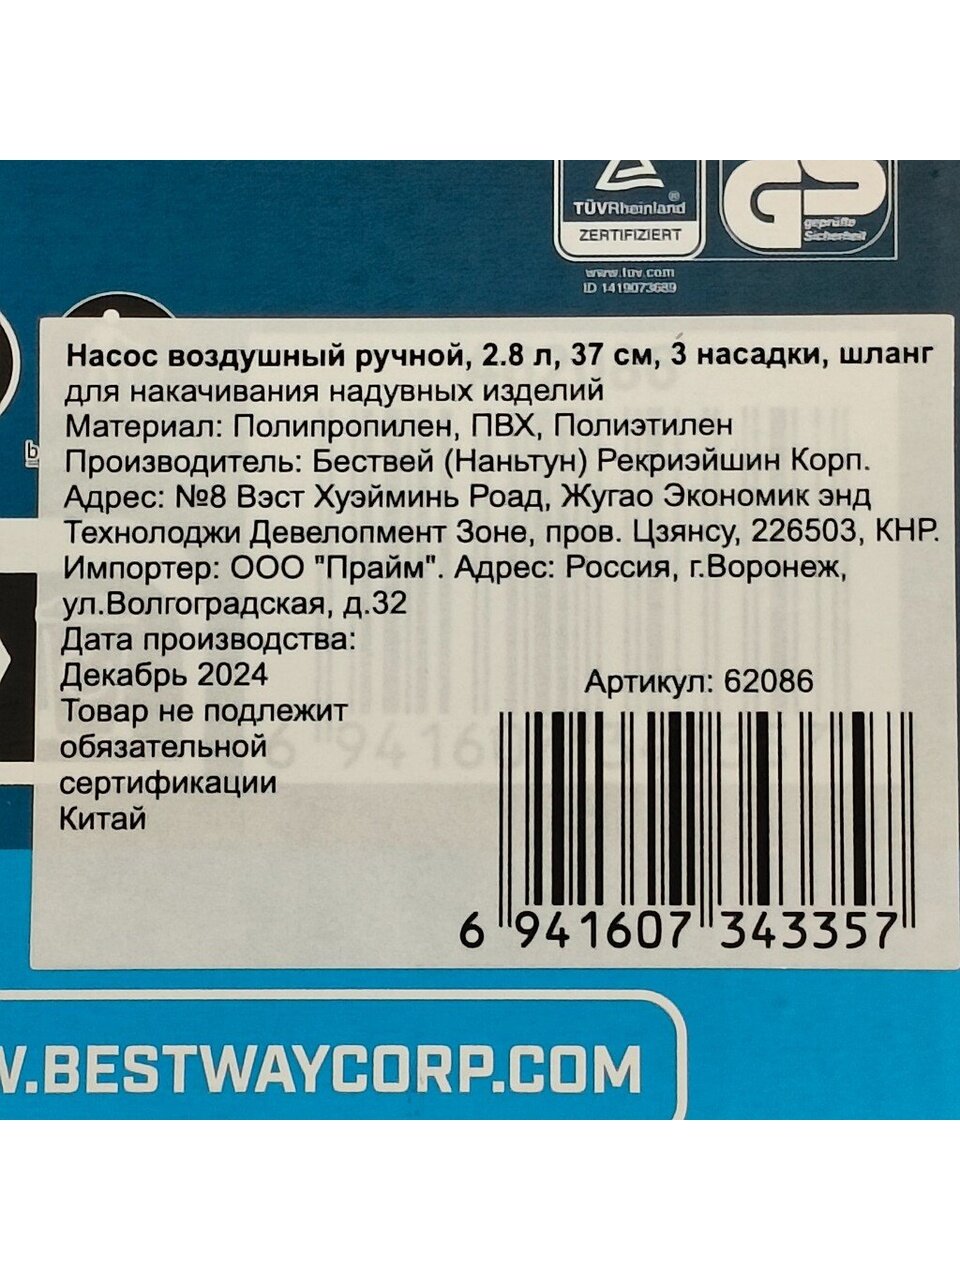 TÜVRheinland®
ZERTIFIZIERT
geprüfte
Sicherheit
www.tuv.com
ID 1419073689
Насос воздушный ручной, 2.8 л, 37 см, 3 насадки, шланг
для накачивания надувных изделий
Материал: Полипропилен, ПВХ, Полиэтилен
Производитель: Бествей (Наньтун) Рекриэйшин Корп.
Адрес: №8 Вэст Хуэйминь Роад, Жугао Экономик энд
Технолоджи Девелопмент Зоне, пров. Цзянсу, 226503, КНР.
Импортер: ООО "Прайм". Адрес: Россия, г.Воронеж,
ул.Волгоградская, д.32
Дата производства:
Декабрь 2024
Товар не подлежит
обязательной
сертификации
Китай
Артикул: 62086
6 941607 343357
W.BESTWAYCORP.COM